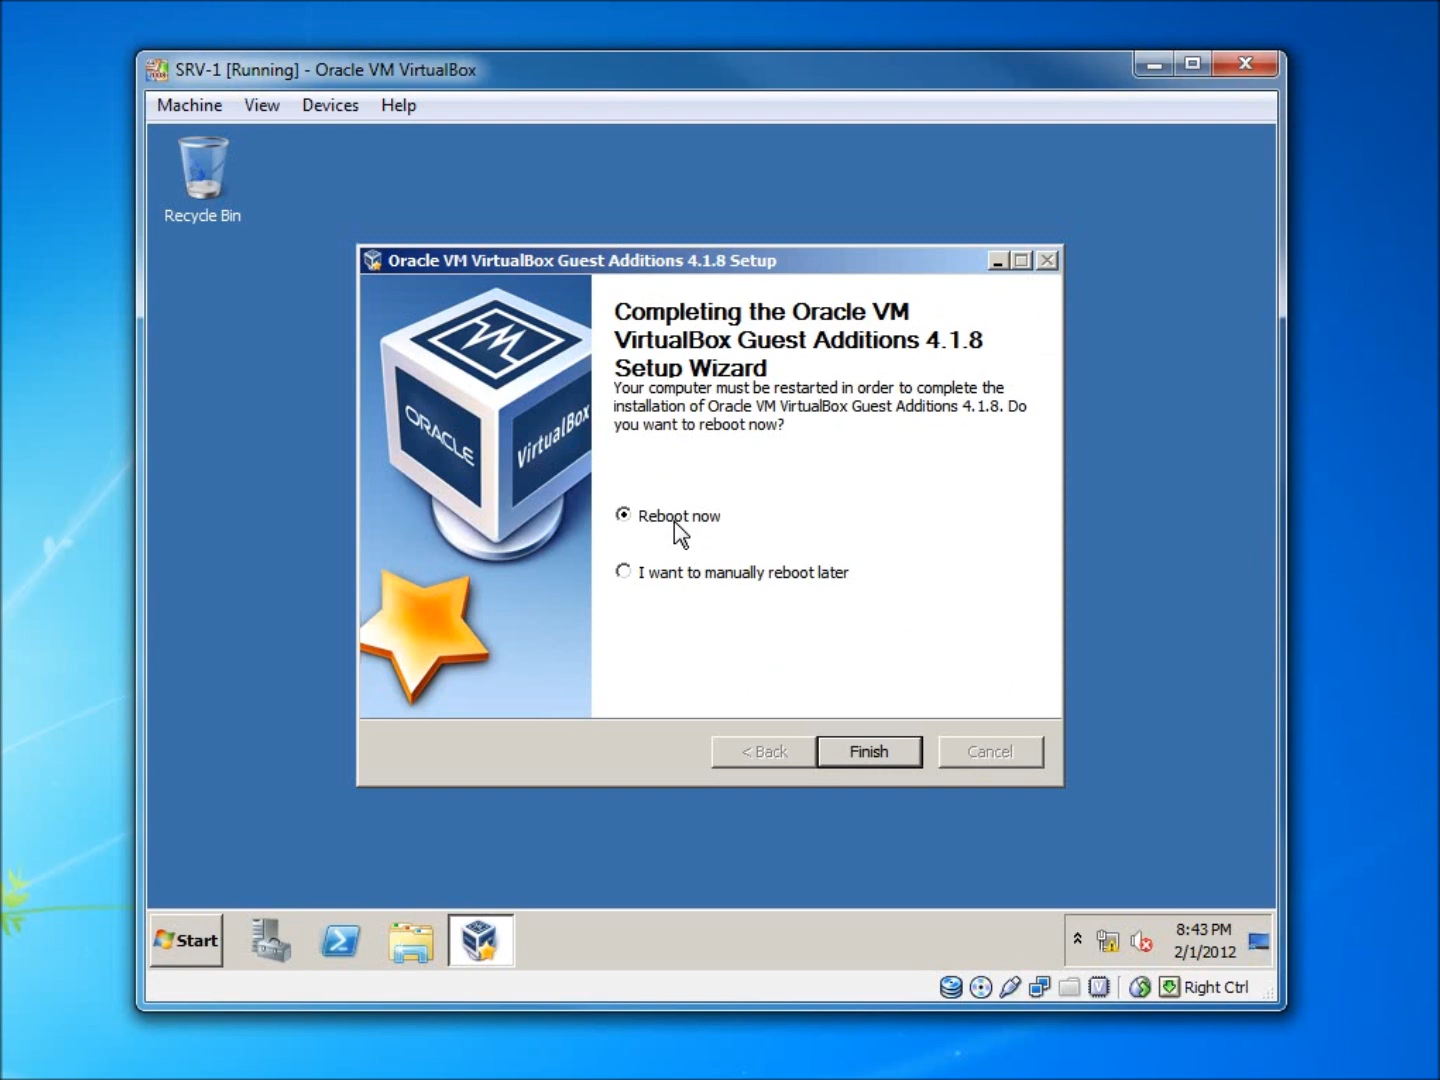 SRV-1 [Running] - Oracle VM VirtualBox
Machine View Devices Help
Recycle Bin
Oracle VM VirtualBox Guest Additions 4.1.8 Setup
ORACLE
VirtualBox
Completing the Oracle VM
VirtualBox Guest Additions 4.1.8
Setup Wizard
Your computer must be restarted in order to complete the
installation of Oracle VM VirtualBox Guest Additions 4.1.8. Do
you want to reboot now?
Reboot now
I want to manually reboot later
< Back Finish Cancel
Start
8:43 PM
2/1/2012
Right Ctrl